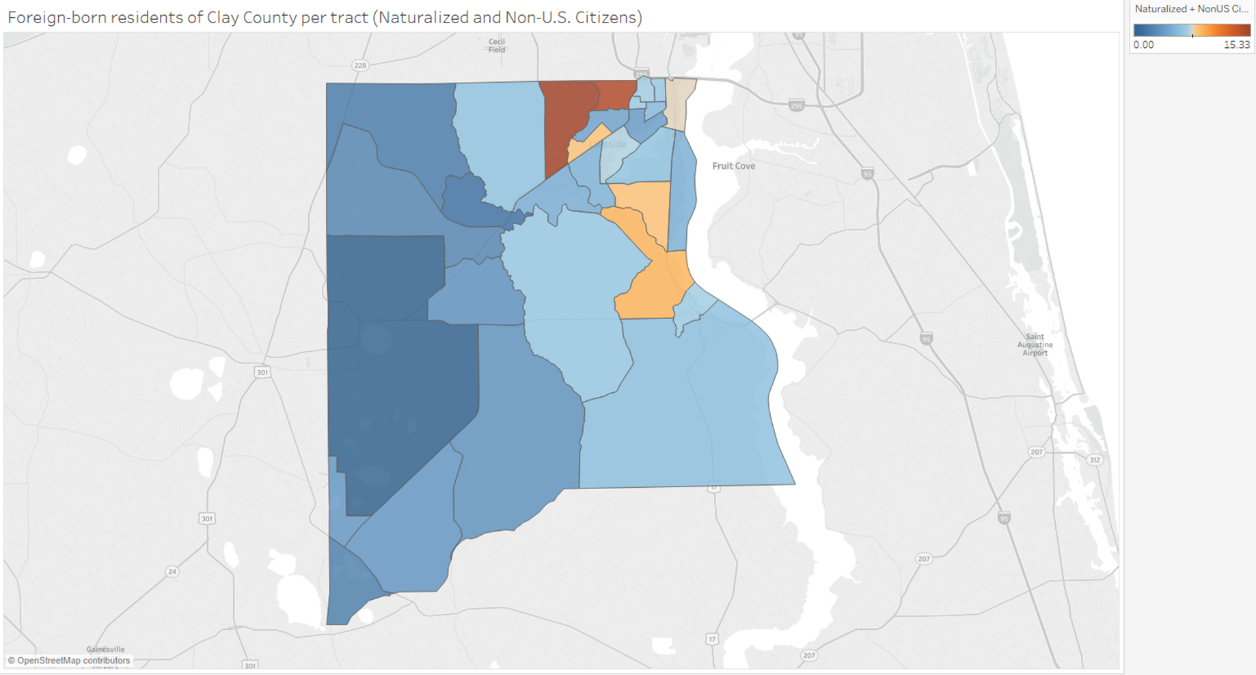 Foreign-born residents of Clay County per tract (Naturalized and Non-U.S. Citizens)
Naturalized + NonUS Ci...
0.00 15.33
Cecil
Field
228
295
95
Fruit Cove
Saint
Augustine
Airport
301
207
312
17
301
95
24
207
17
207
Gainesville
301
© OpenStreetMap contributors